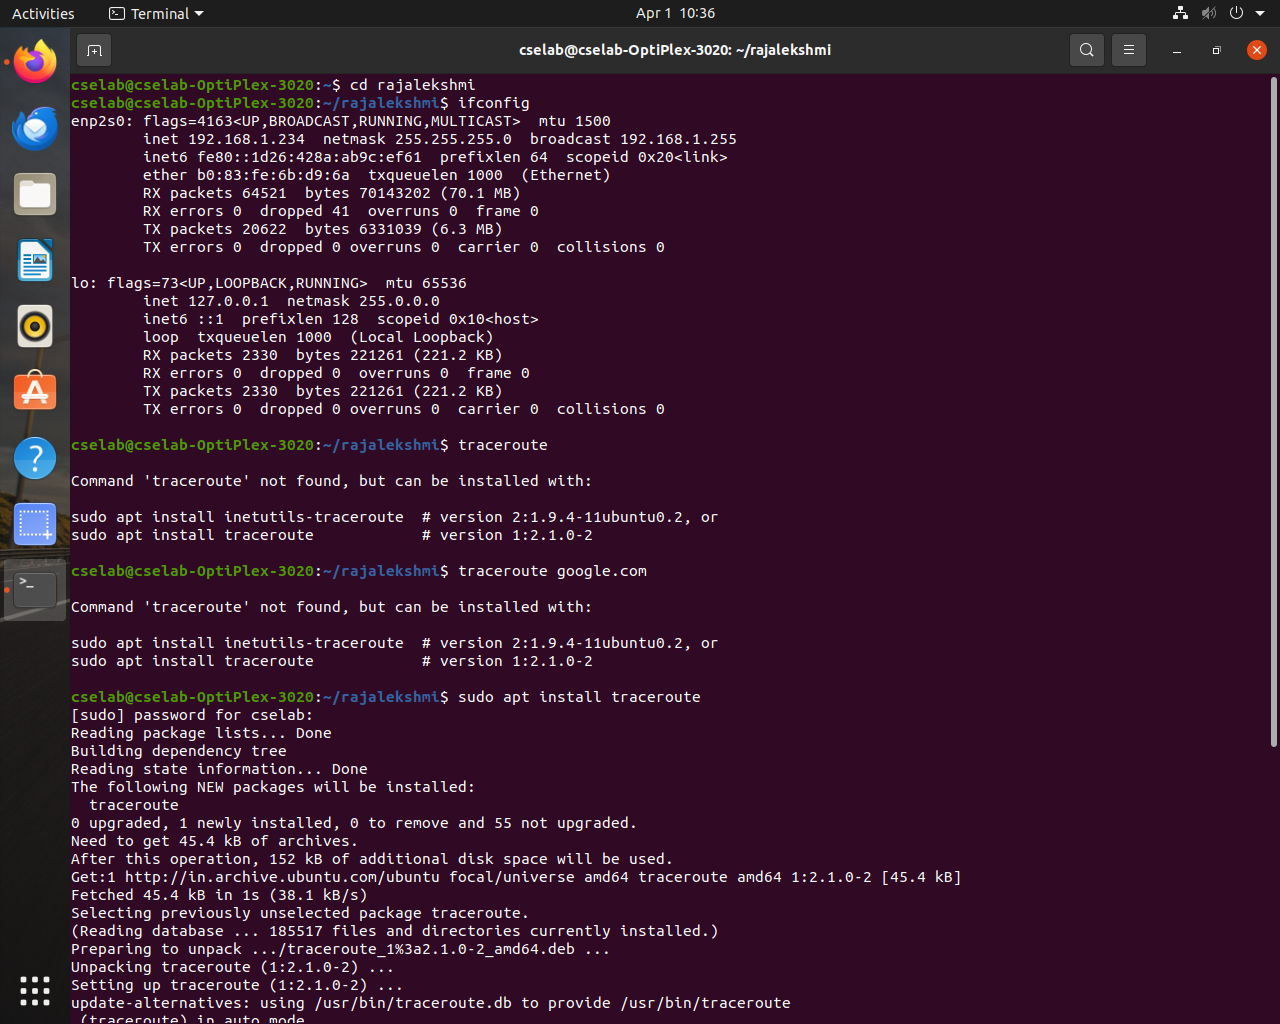 Activities Terminal Apr 1 10:36
cselab@cselab-OptiPlex-3020: ~/rajalekshmi
cselab@cselab-OptiPlex-3020:~$ cd rajalekshmi
cselab@cselab-OptiPlex-3020:~/rajalekshmi$ ifconfig
enp2s0: flags=4163<UP,BROADCAST,RUNNING,MULTICAST>  mtu 1500
        inet 192.168.1.234  netmask 255.255.255.0  broadcast 192.168.1.255
        inet6 fe80::1d26:428a:ab9c:ef61  prefixlen 64  scopeid 0x20<link>
        ether b0:83:fe:6b:d9:6a  txqueuelen 1000  (Ethernet)
        RX packets 64521  bytes 70143202 (70.1 MB)
        RX errors 0  dropped 41  overruns 0  frame 0
        TX packets 20622  bytes 6331039 (6.3 MB)
        TX errors 0  dropped 0 overruns 0  carrier 0  collisions 0
lo: flags=73<UP,LOOPBACK,RUNNING>  mtu 65536
        inet 127.0.0.1  netmask 255.0.0.0
        inet6 ::1  prefixlen 128  scopeid 0x10<host>
        loop  txqueuelen 1000  (Local Loopback)
        RX packets 2330  bytes 221261 (221.2 KB)
        RX errors 0  dropped 0  overruns 0  frame 0
        TX packets 2330  bytes 221261 (221.2 KB)
        TX errors 0  dropped 0 overruns 0  carrier 0  collisions 0
cselab@cselab-OptiPlex-3020:~/rajalekshmi$ traceroute
Command 'traceroute' not found, but can be installed with:
sudo apt install inetutils-traceroute  # version 2:1.9.4-11ubuntu0.2, or
sudo apt install traceroute            # version 1:2.1.0-2
cselab@cselab-OptiPlex-3020:~/rajalekshmi$ traceroute google.com
Command 'traceroute' not found, but can be installed with:
sudo apt install inetutils-traceroute  # version 2:1.9.4-11ubuntu0.2, or
sudo apt install traceroute            # version 1:2.1.0-2
cselab@cselab-OptiPlex-3020:~/rajalekshmi$ sudo apt install traceroute
[sudo] password for cselab:
Reading package lists... Done
Building dependency tree
Reading state information... Done
The following NEW packages will be installed:
  traceroute
0 upgraded, 1 newly installed, 0 to remove and 55 not upgraded.
Need to get 45.4 kB of archives.
After this operation, 152 kB of additional disk space will be used.
Get:1 http://in.archive.ubuntu.com/ubuntu focal/universe amd64 traceroute amd64 1:2.1.0-2 [45.4 kB]
Fetched 45.4 kB in 1s (38.1 kB/s)
Selecting previously unselected package traceroute.
(Reading database ... 185517 files and directories currently installed.)
Preparing to unpack .../traceroute_1%3a2.1.0-2_amd64.deb ...
Unpacking traceroute (1:2.1.0-2) ...
Setting up traceroute (1:2.1.0-2) ...
update-alternatives: using /usr/bin/traceroute.db to provide /usr/bin/traceroute
 (traceroute) in auto mode